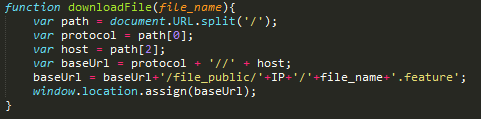 function downloadFile(file_name){
    var path = document.URL.split('/');
    var protocol = path[0];
    var host = path[2];
    var baseUrl = protocol + '//' + host;
    baseUrl = baseUrl+'/file_public/'+IP+'/'+file_name+'.feature';
    window.location.assign(baseUrl);
}